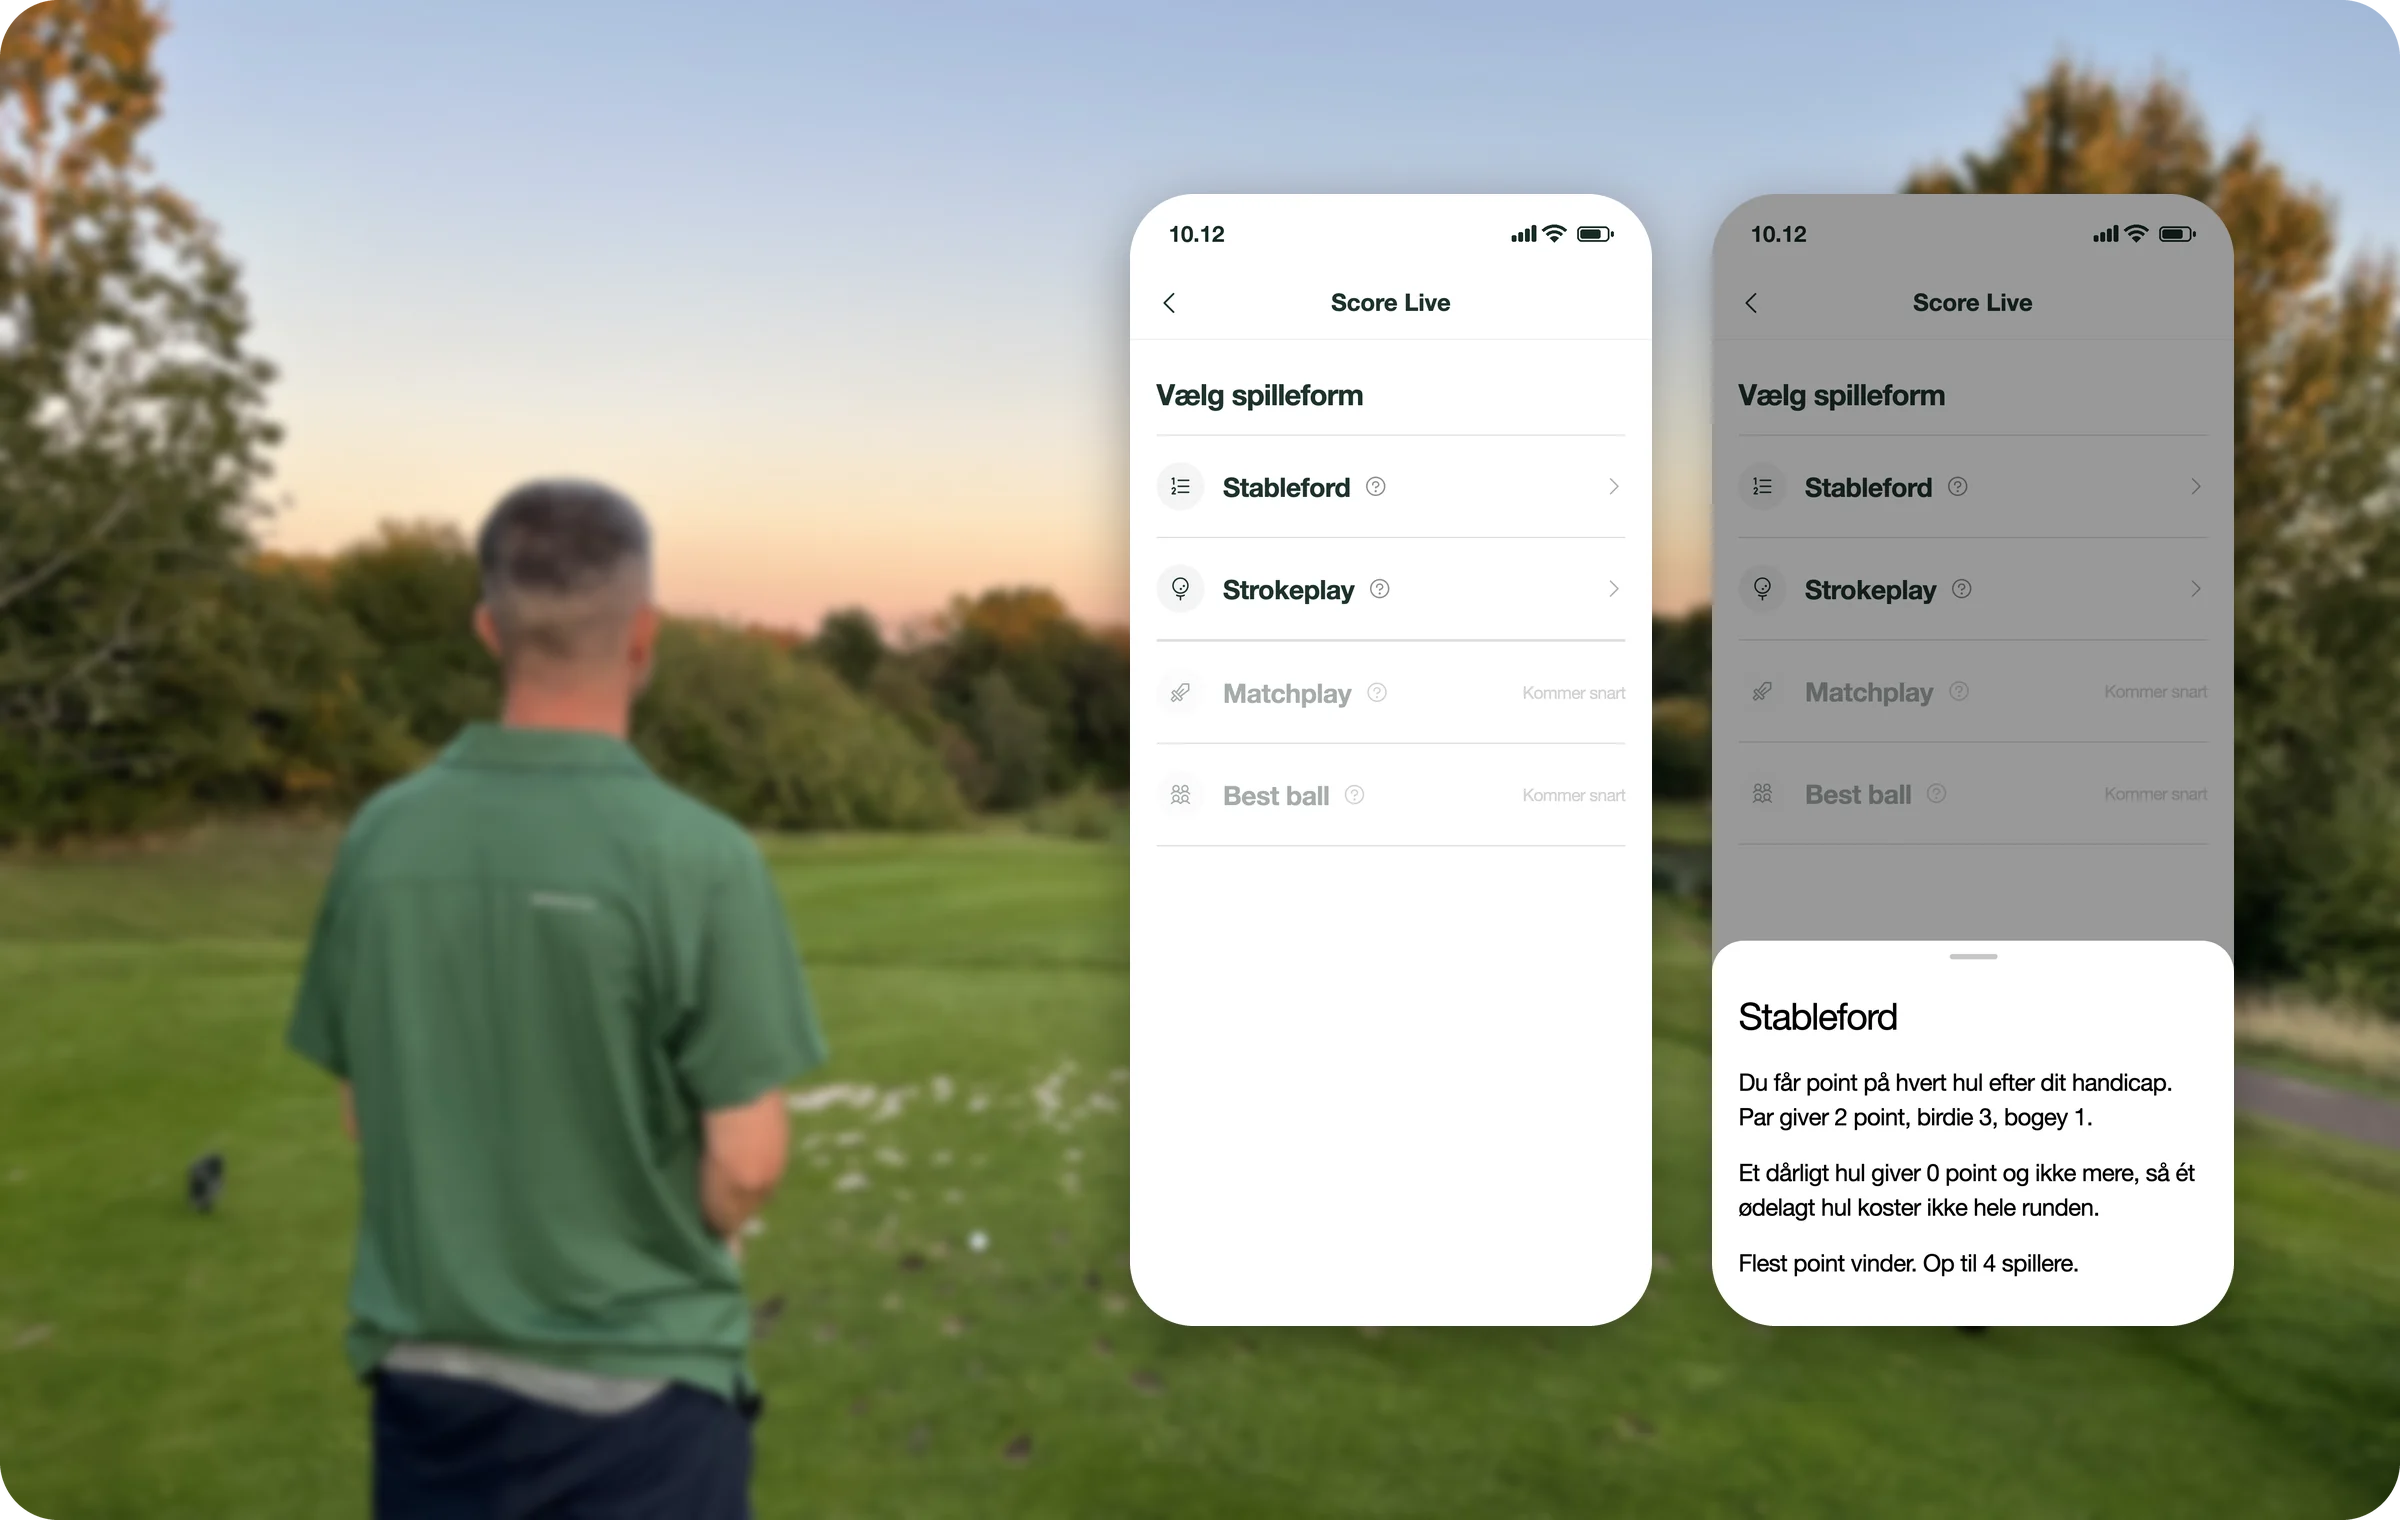 10.12
Score Live
Vælg spilleform
Stableford
Strokeplay
Matchplay Kommer snart
Best ball Kommer snart
10.12
Score Live
Vælg spilleform
Stableford
Strokeplay
Matchplay Kommer snart
Best ball Kommer snart
Stableford
Du får point på hvert hul efter dit handicap.
Par giver 2 point, birdie 3, bogey 1.
Et dårligt hul giver 0 point og ikke mere, så ét
ødelagt hul koster ikke hele runden.
Flest point vinder. Op til 4 spillere.